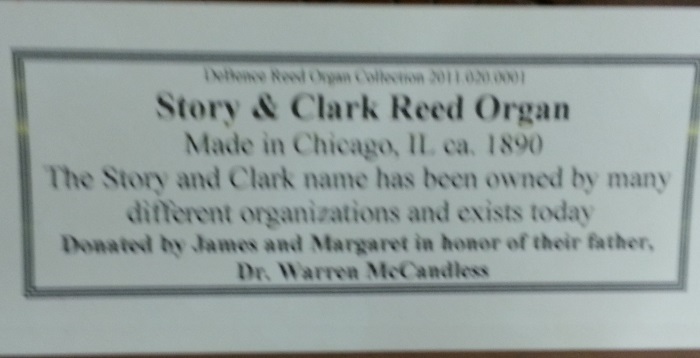 DeBence Reed Organ Collection 2011.020.0001
Story & Clark Reed Organ
Made in Chicago, IL ca. 1890
The Story and Clark name has been owned by many
different organizations and exists today
Donated by James and Margaret in honor of their father,
Dr. Warren McCandless